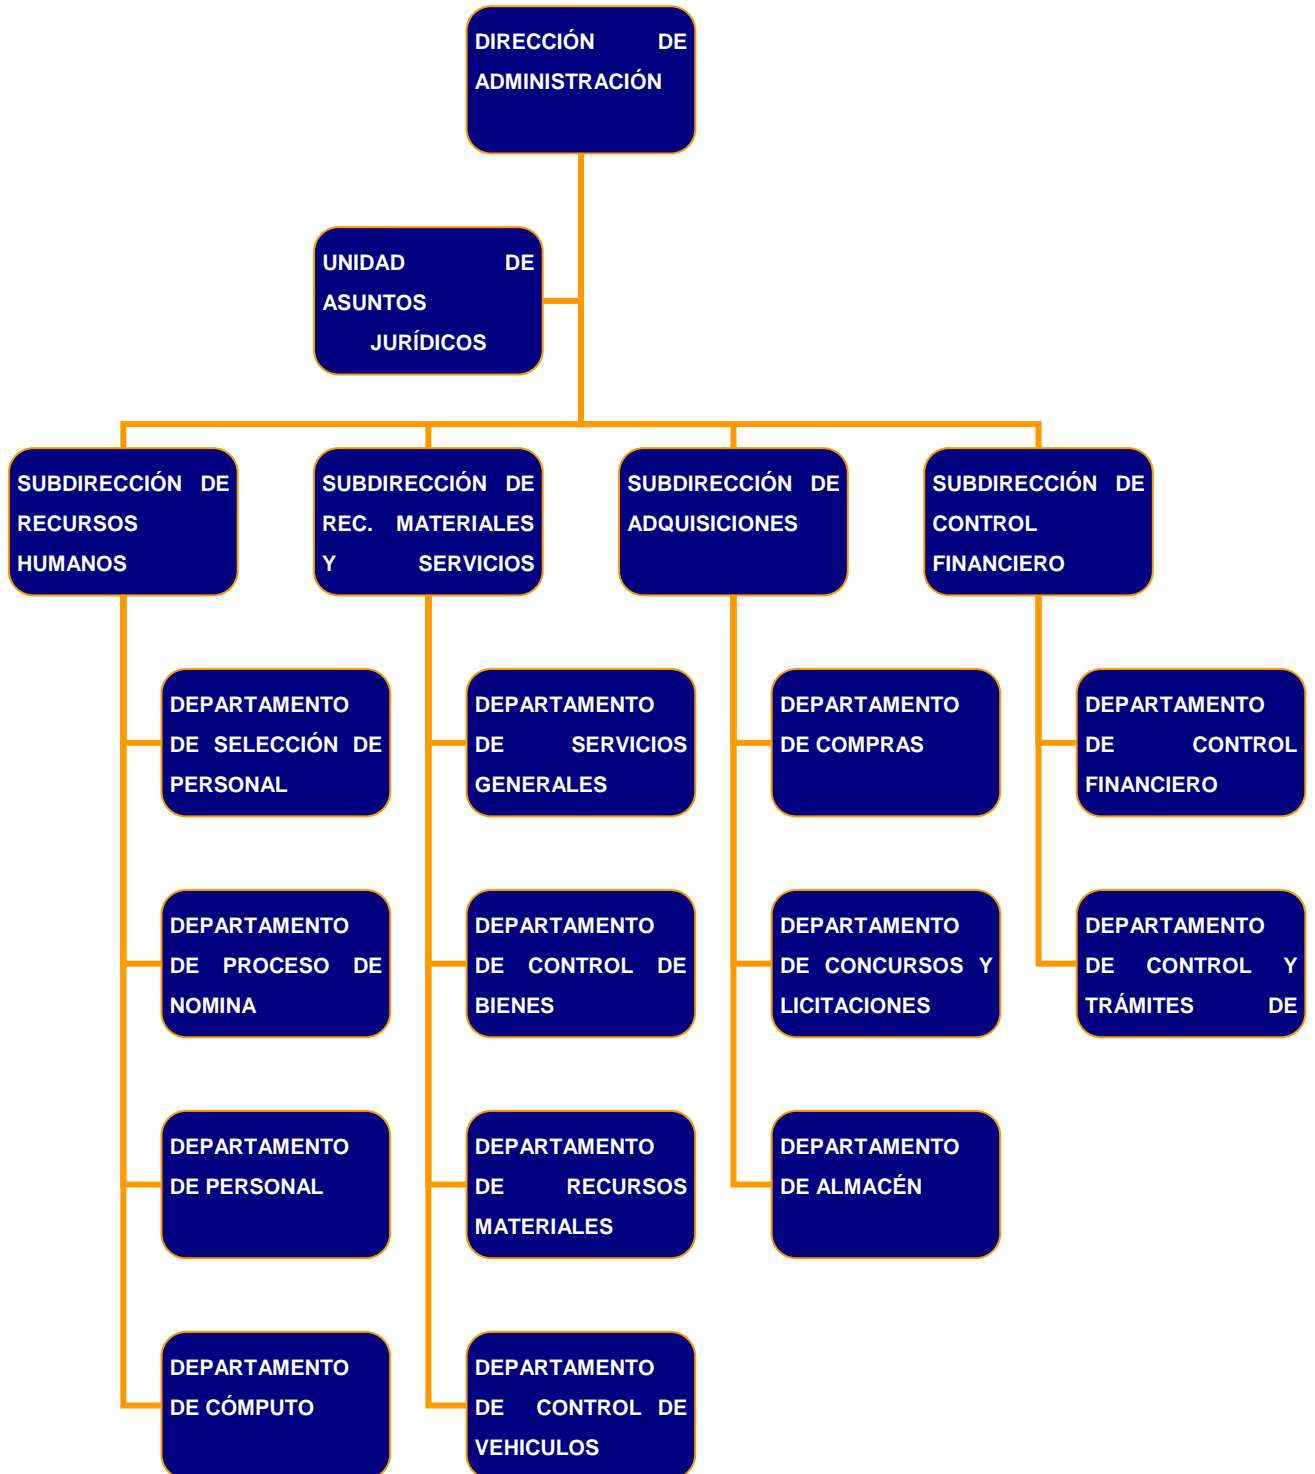 DIRECCIÓN DE
ADMINISTRACIÓN
UNIDAD DE
ASUNTOS
JURÍDICOS
SUBDIRECCIÓN DE
RECURSOS
HUMANOS
SUBDIRECCIÓN DE
REC. MATERIALES
Y SERVICIOS
SUBDIRECCIÓN DE
ADQUISICIONES
SUBDIRECCIÓN DE
CONTROL
FINANCIERO
DEPARTAMENTO
DE SELECCIÓN DE
PERSONAL
DEPARTAMENTO
DE SERVICIOS
GENERALES
DEPARTAMENTO
DE COMPRAS
DEPARTAMENTO
DE CONTROL
FINANCIERO
DEPARTAMENTO
DE PROCESO DE
NOMINA
DEPARTAMENTO
DE CONTROL DE
BIENES
DEPARTAMENTO
DE CONCURSOS Y
LICITACIONES
DEPARTAMENTO
DE CONTROL Y
TRÁMITES DE
DEPARTAMENTO
DE PERSONAL
DEPARTAMENTO
DE RECURSOS
MATERIALES
DEPARTAMENTO
DE ALMACÉN
DEPARTAMENTO
DE CÓMPUTO
DEPARTAMENTO
DE CONTROL DE
VEHICULOS